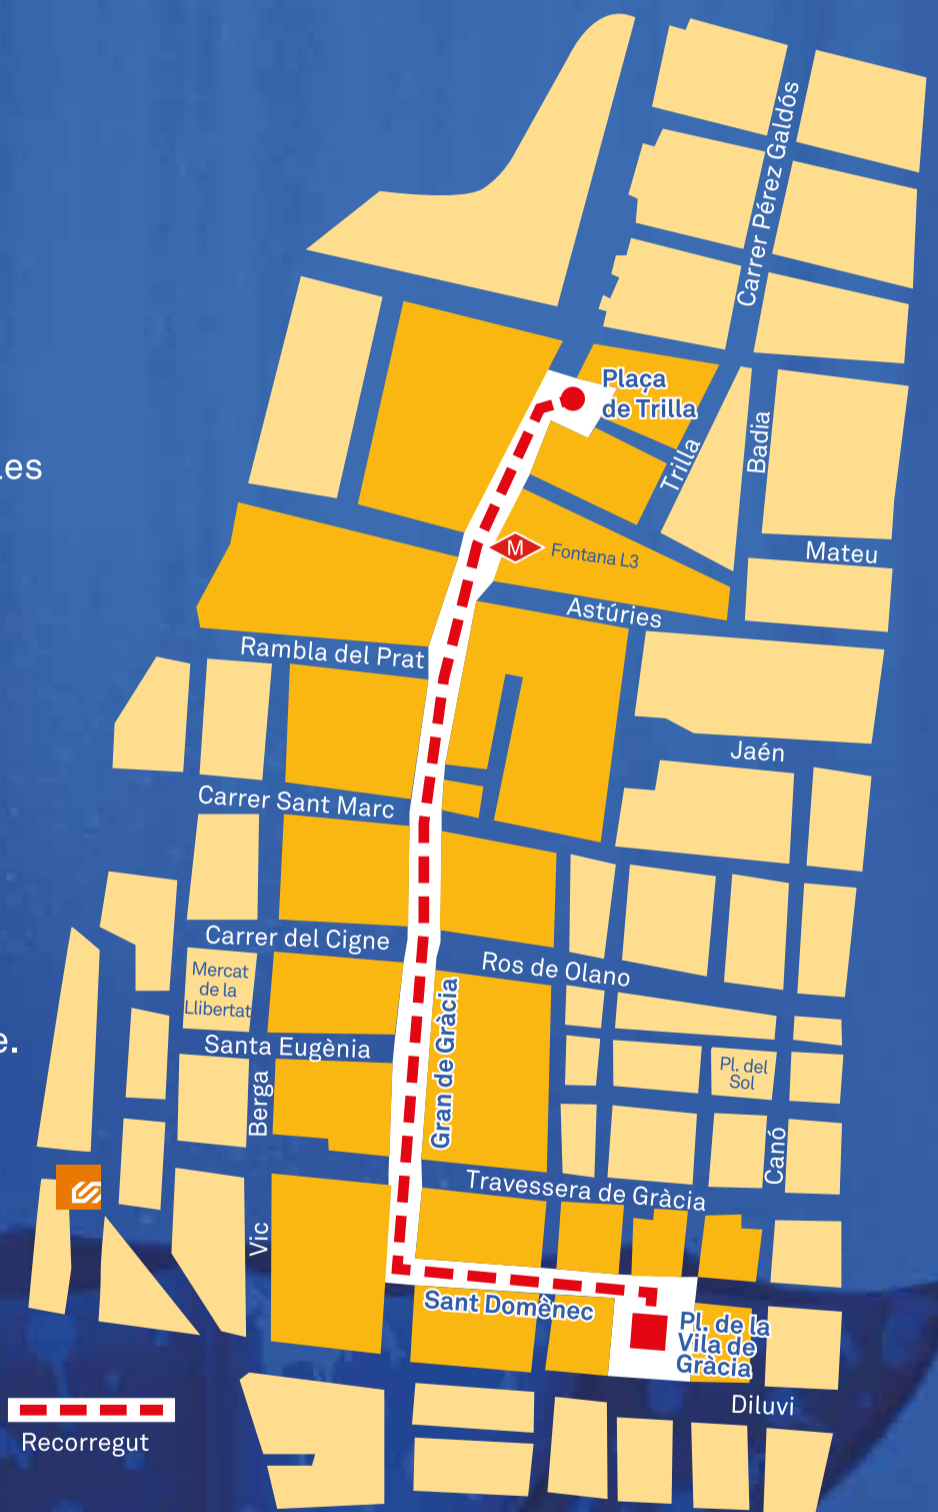 Carrer Pérez Galdós
Plaça
de Trilla
Trilla
Badia
es
M
Fontana L3
Mateu
Astúries
Rambla del Prat
Jaén
Carrer Sant Marc
Carrer del Cigne
Ros de Olano
Mercat
de la
Llibertat
Gran de Gràcia
e.
Santa Eugènia
Berga
Pl. del
Sol
Canó
Travessera de Gràcia
Vic
Sant Domènec
Pl. de la
Vila de
Gràcia
Diluvi
Recorregut